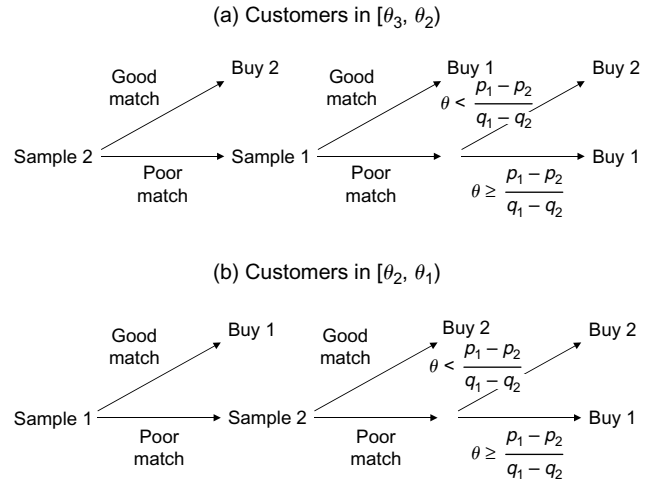 (a) Customers in [θ3, θ2)
Good match
Buy 2
Good match
Buy 1
Buy 2
θ < (p1 – p2)/(q1 – q2)
Sample 2
Poor match
Sample 1
Poor match
Buy 1
θ ≥ (p1 – p2)/(q1 – q2)
(b) Customers in [θ2, θ1)
Good match
Buy 1
Good match
Buy 2
Buy 2
θ < (p1 – p2)/(q1 – q2)
Sample 1
Poor match
Sample 2
Poor match
Buy 1
θ ≥ (p1 – p2)/(q1 – q2)